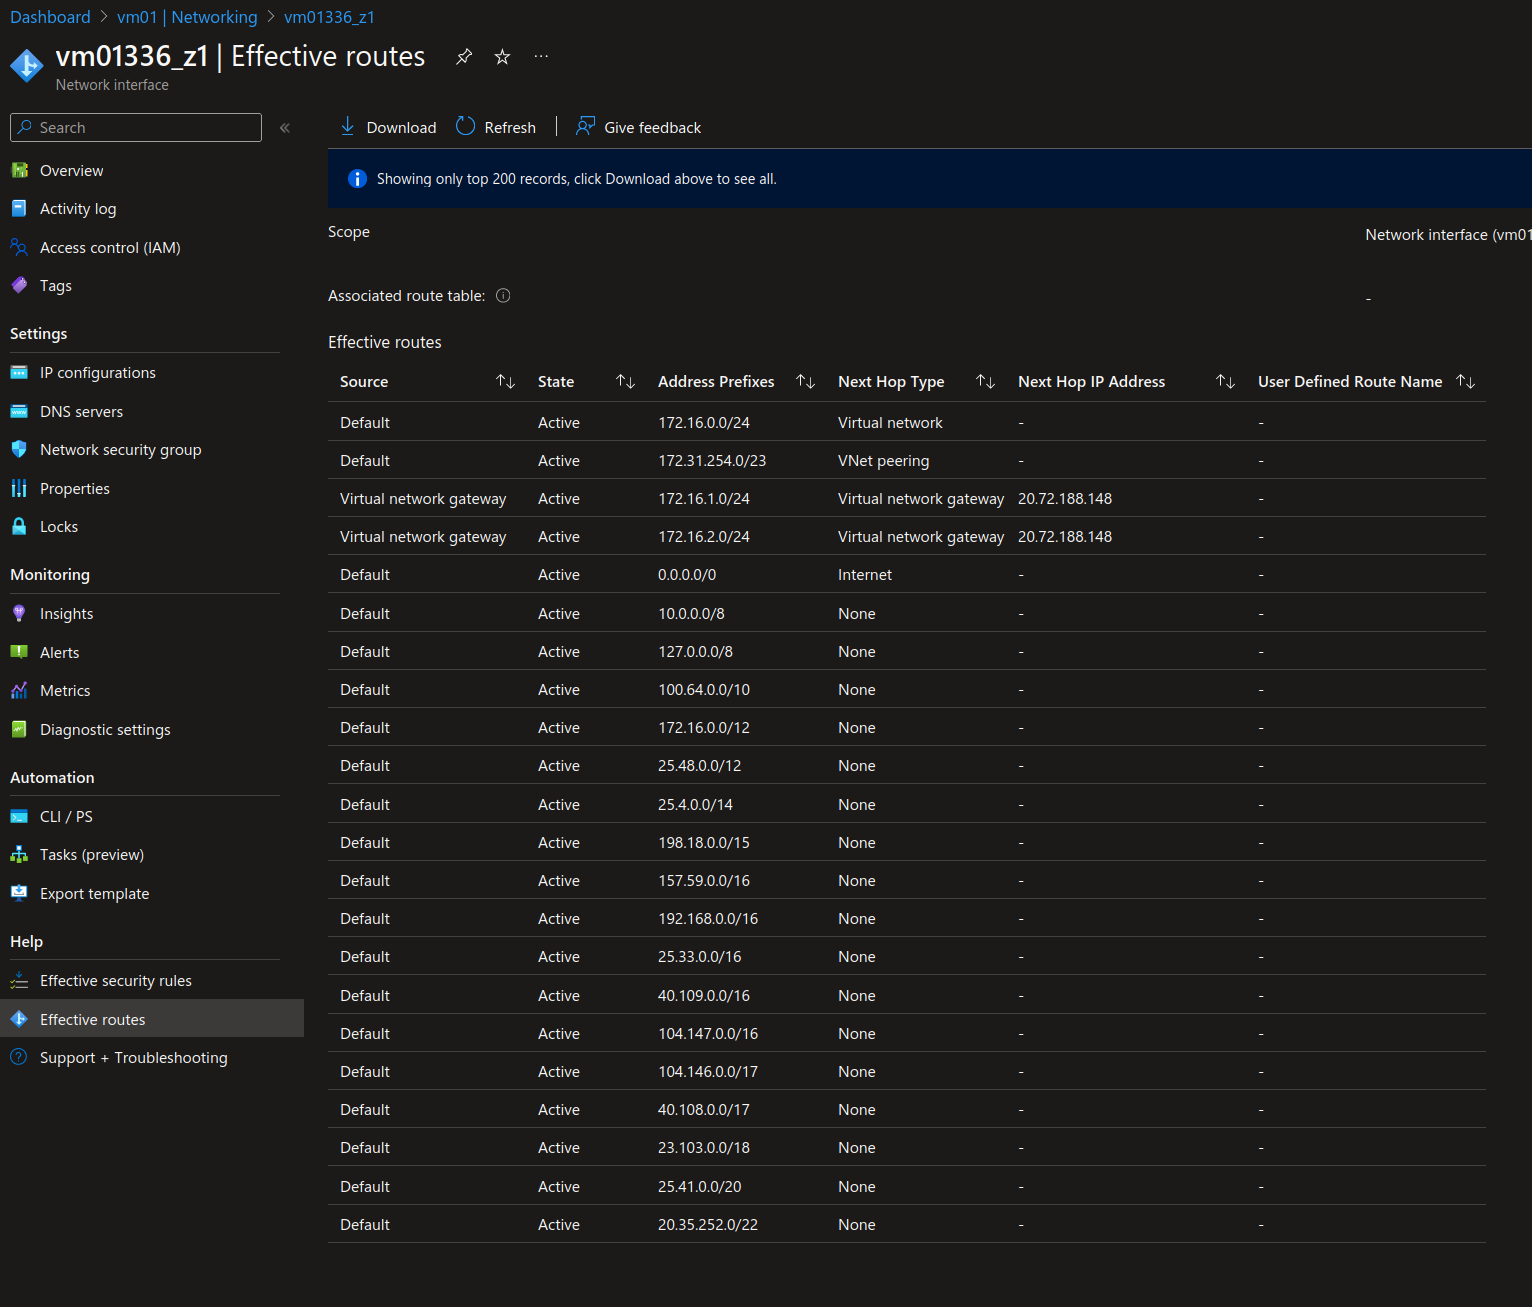 Dashboard > vm01 | Networking > vm01336_z1
vm01336_z1 | Effective routes
Network interface
Search
Overview
Activity log
Access control (IAM)
Tags
Settings
IP configurations
DNS servers
Network security group
Properties
Locks
Monitoring
Insights
Alerts
Metrics
Diagnostic settings
Automation
CLI / PS
Tasks (preview)
Export template
Help
Effective security rules
Effective routes
Support + Troubleshooting
Download Refresh Give feedback
Showing only top 200 records, click Download above to see all.
Scope Network interface (vm01
Associated route table: -
Effective routes
Source State Address Prefixes Next Hop Type Next Hop IP Address User Defined Route Name
Default Active 172.16.0.0/24 Virtual network - -
Default Active 172.31.254.0/23 VNet peering - -
Virtual network gateway Active 172.16.1.0/24 Virtual network gateway 20.72.188.148 -
Virtual network gateway Active 172.16.2.0/24 Virtual network gateway 20.72.188.148 -
Default Active 0.0.0.0/0 Internet - -
Default Active 10.0.0.0/8 None - -
Default Active 127.0.0.0/8 None - -
Default Active 100.64.0.0/10 None - -
Default Active 172.16.0.0/12 None - -
Default Active 25.48.0.0/12 None - -
Default Active 25.4.0.0/14 None - -
Default Active 198.18.0.0/15 None - -
Default Active 157.59.0.0/16 None - -
Default Active 192.168.0.0/16 None - -
Default Active 25.33.0.0/16 None - -
Default Active 40.109.0.0/16 None - -
Default Active 104.147.0.0/16 None - -
Default Active 104.146.0.0/17 None - -
Default Active 40.108.0.0/17 None - -
Default Active 23.103.0.0/18 None - -
Default Active 25.41.0.0/20 None - -
Default Active 20.35.252.0/22 None - -